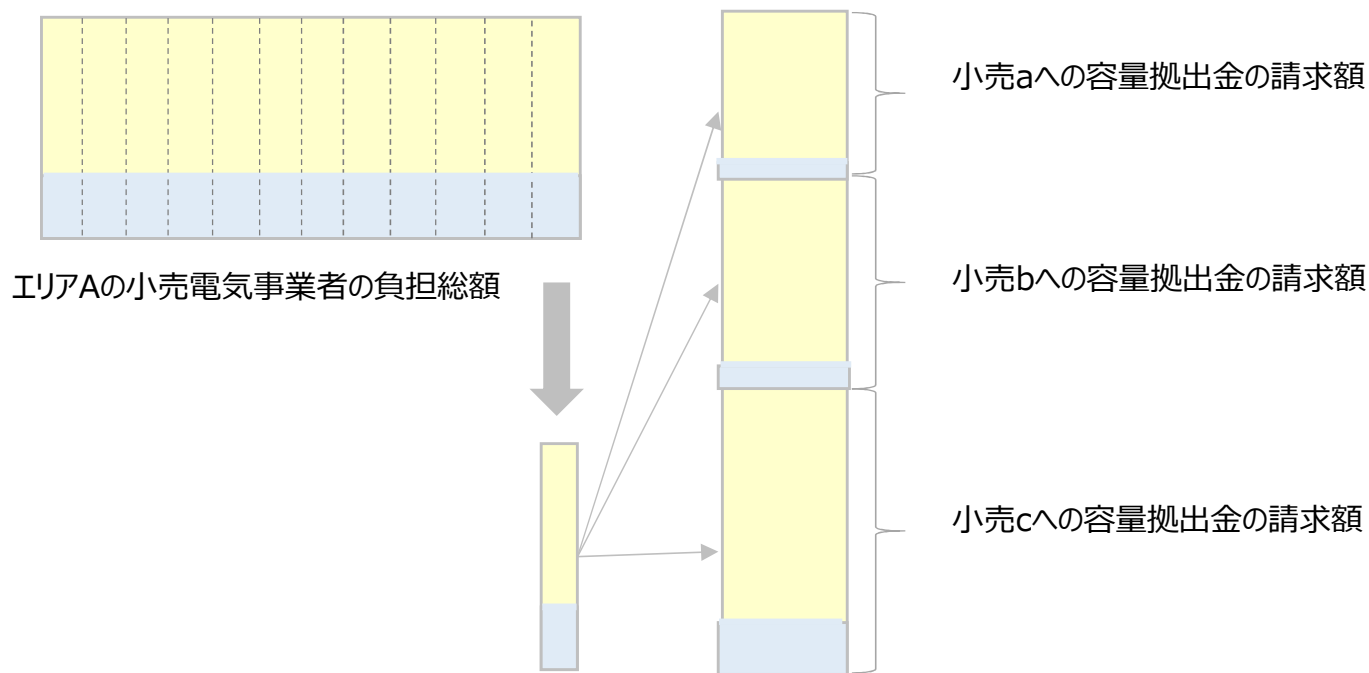 小売aへの容量拠出金の請求額
エリアAの小売電気事業者の負担総額
小売bへの容量拠出金の請求額
小売cへの容量拠出金の請求額